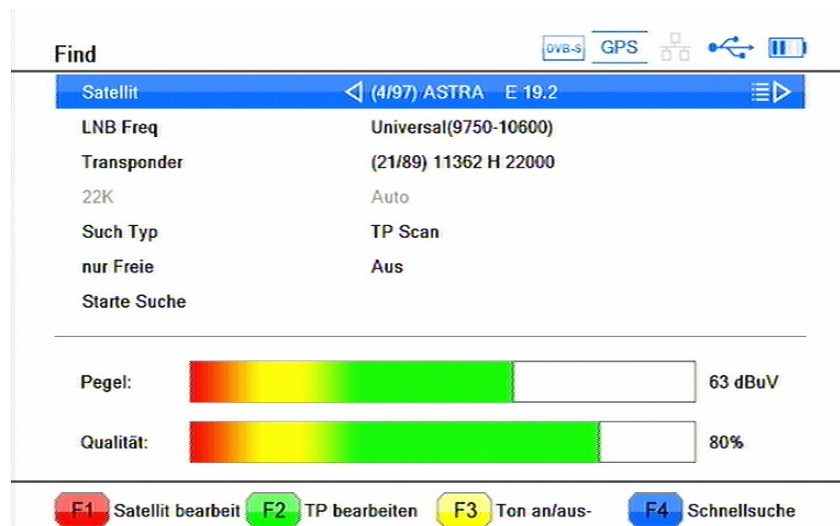 Find DVB-S GPS
Satellit (4/97) ASTRA E 19.2
LNB Freq Universal(9750-10600)
Transponder (21/89) 11362 H 22000
22K Auto
Such Typ TP Scan
nur Freie Aus
Starte Suche
Pegel: 63 dBuV
Qualität: 80%
F1 Satellit bearbeit F2 TP bearbeiten F3 Ton an/aus- F4 Schnellsuche